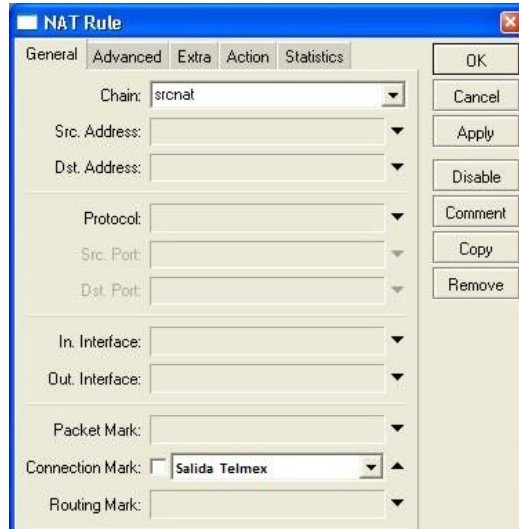 NAT Rule
General Advanced Extra Action Statistics
Chain: srcnat
Src. Address:
Dst. Address:
Protocol:
Src. Port:
Dst. Port:
In. Interface:
Out. Interface:
Packet Mark:
Connection Mark: Salida Telmex
Routing Mark:
OK
Cancel
Apply
Disable
Comment
Copy
Remove